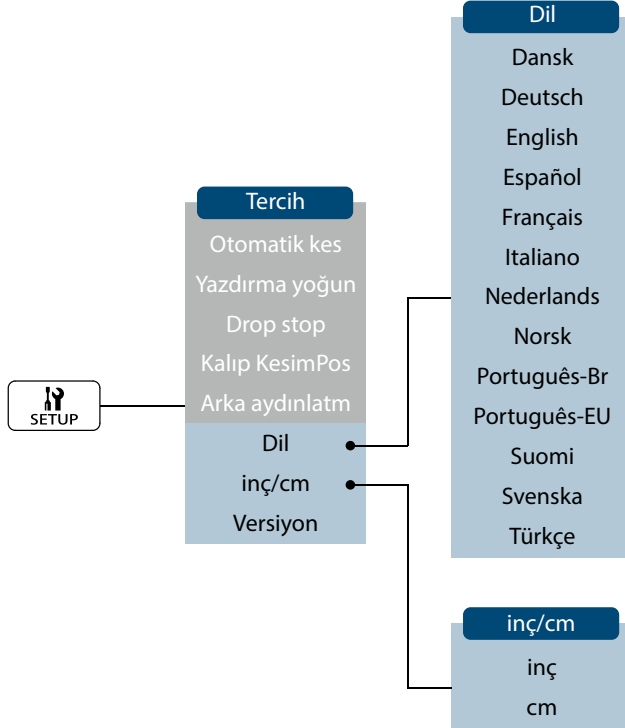 SETUP
Tercih
Otomatik kes
Yazdırma yoğun
Drop stop
Kalıp KesimPos
Arka aydınlatm
Dil
inç/cm
Versiyon
Dil
Dansk
Deutsch
English
Español
Français
Italiano
Nederlands
Norsk
Português-Br
Português-EU
Suomi
Svenska
Türkçe
inç/cm
inç
cm